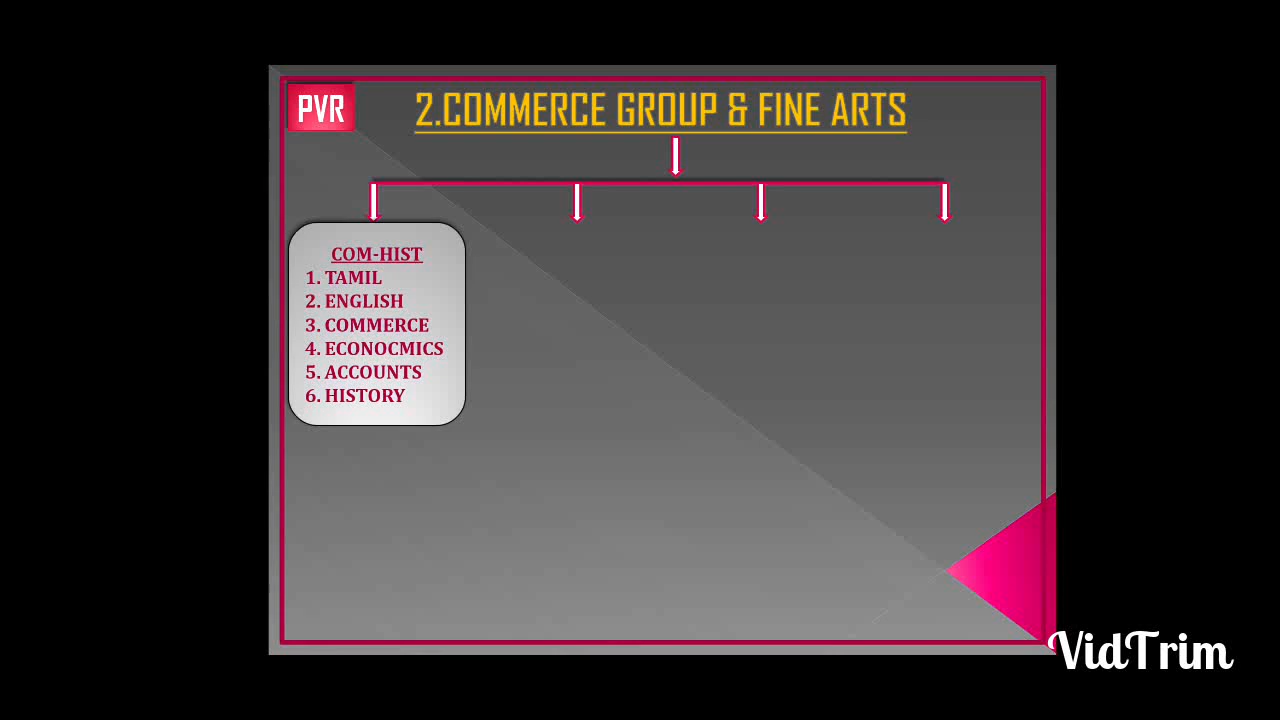 PVR
2.COMMERCE GROUP & FINE ARTS
COM-HIST
1. TAMIL
2. ENGLISH
3. COMMERCE
4. ECONOCMICS
5. ACCOUNTS
6. HISTORY
VidTrim